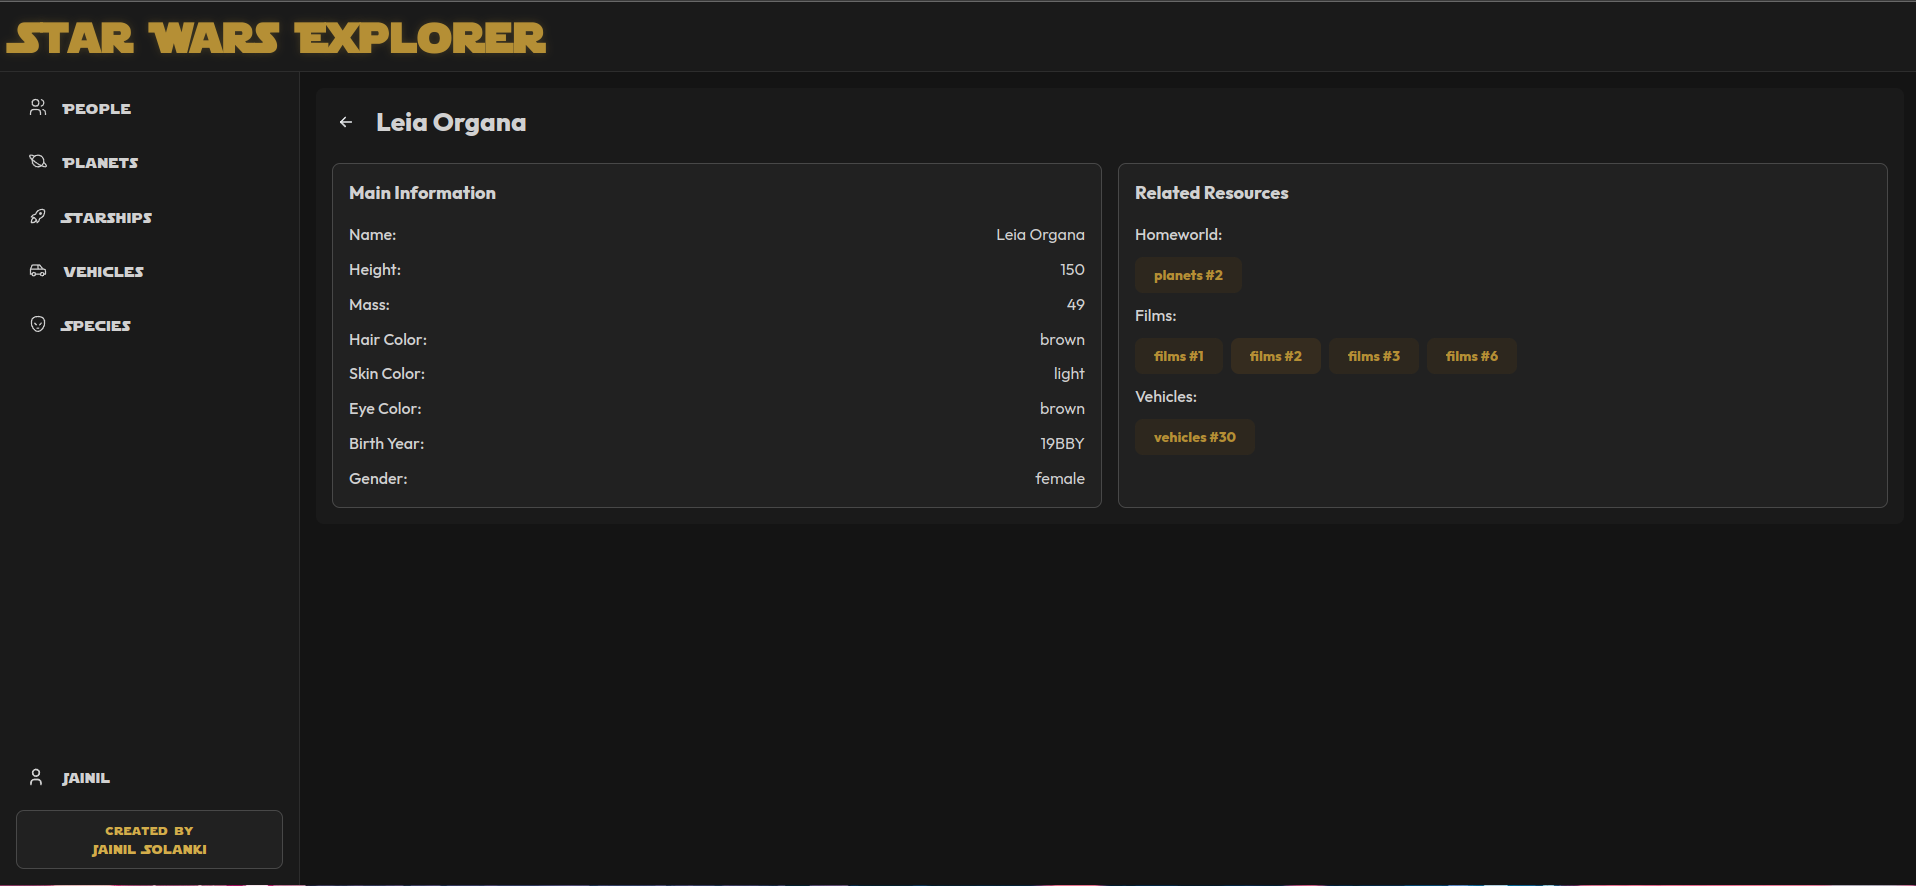 STAR WARS EXPLORER
PEOPLE
PLANETS
STARSHIPS
VEHICLES
SPECIES
JAINIL
CREATED BY
JAINIL SOLANKI
Leia Organa
Main Information
Name: Leia Organa
Height: 150
Mass: 49
Hair Color: brown
Skin Color: light
Eye Color: brown
Birth Year: 19BBY
Gender: female
Related Resources
Homeworld:
planets #2
Films:
films #1 films #2 films #3 films #6
Vehicles:
vehicles #30